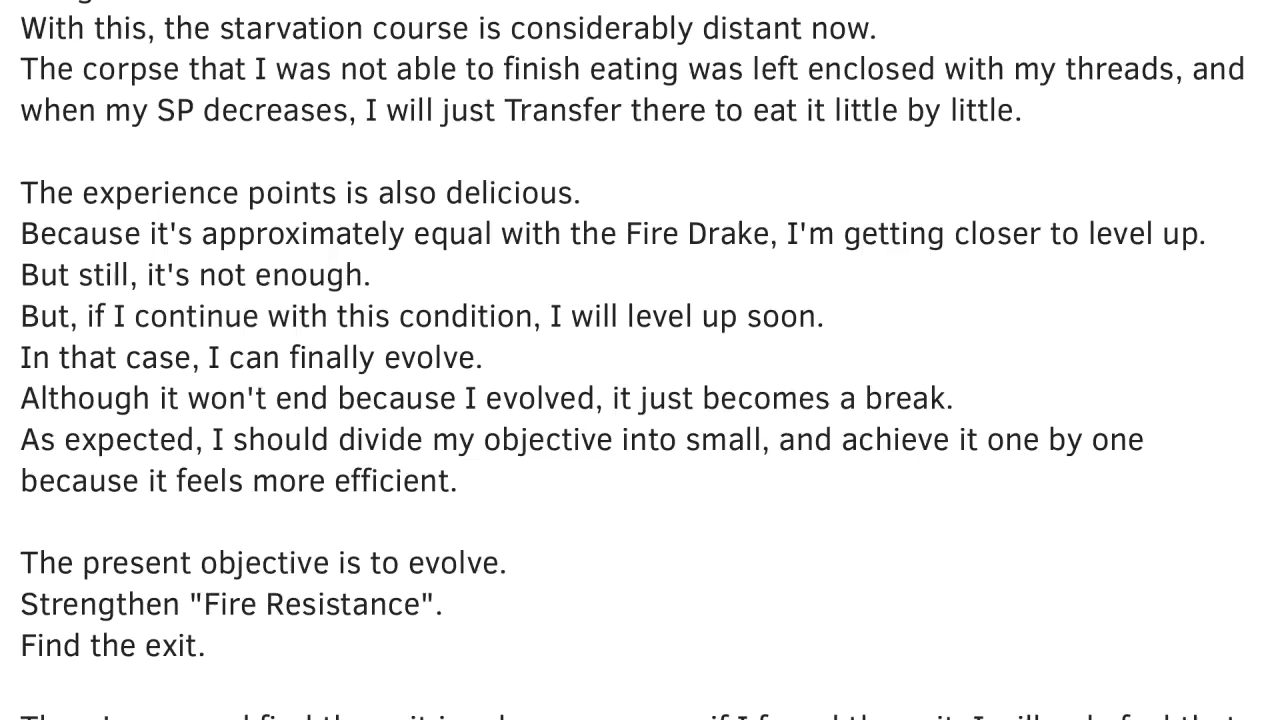 With this, the starvation course is considerably distant now.
The corpse that I was not able to finish eating was left enclosed with my threads, and
when my SP decreases, I will just Transfer there to eat it little by little.
The experience points is also delicious.
Because it's approximately equal with the Fire Drake, I'm getting closer to level up.
But still, it's not enough.
But, if I continue with this condition, I will level up soon.
In that case, I can finally evolve.
Although it won't end because I evolved, it just becomes a break.
As expected, I should divide my objective into small, and achieve it one by one
because it feels more efficient.
The present objective is to evolve.
Strengthen "Fire Resistance".
Find the exit.